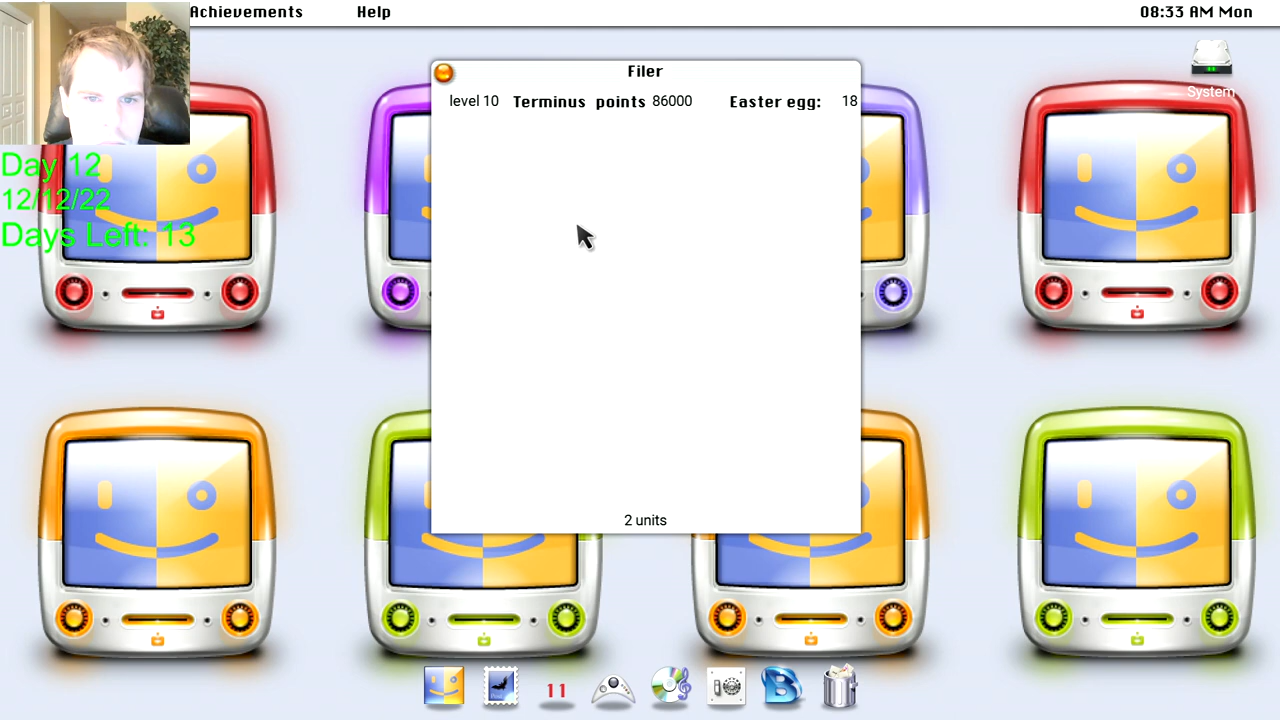 Achievements Help 08:33 AM Mon
System
Day 12
12/12/22
Days Left: 13
Filer
level 10 Terminus points 86000 Easter egg: 18
2 units
11